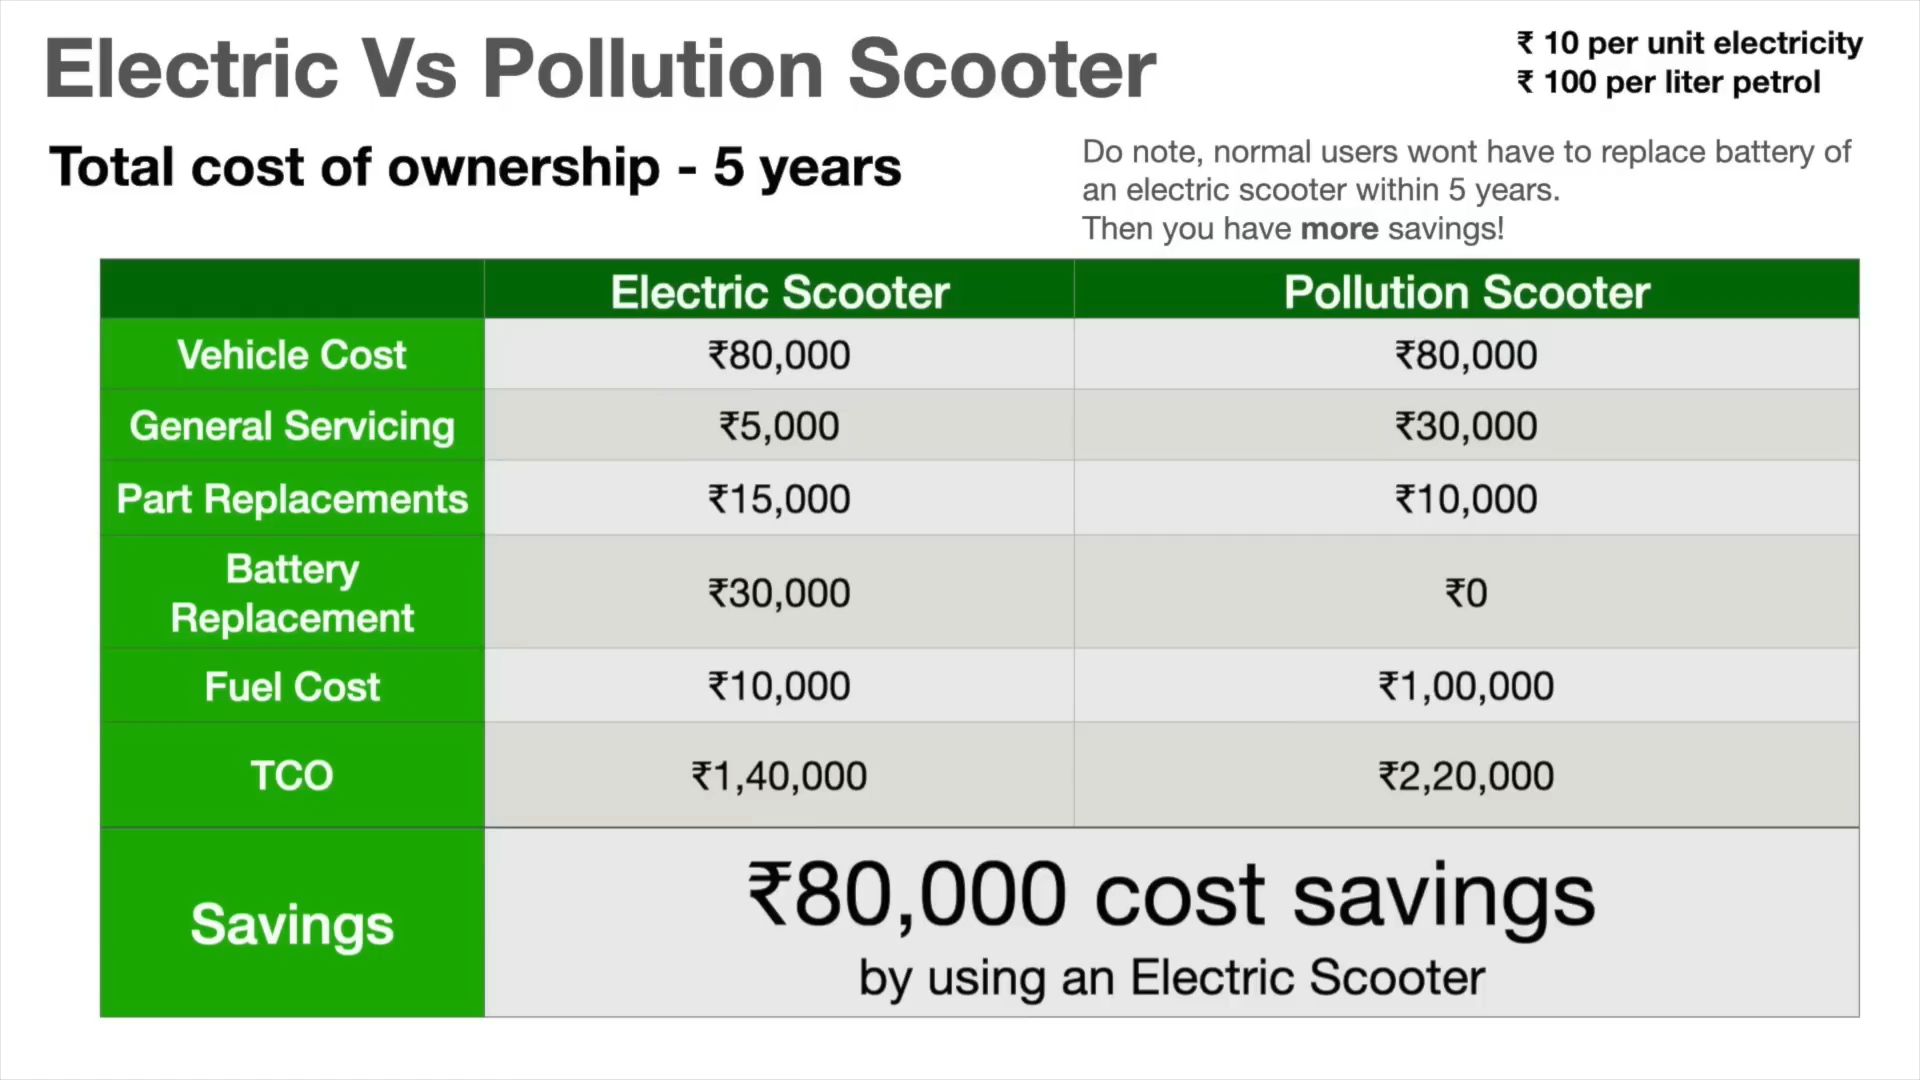 Electric Vs Pollution Scooter
₹ 10 per unit electricity
₹ 100 per liter petrol
Total cost of ownership - 5 years
Do note, normal users wont have to replace battery of
an electric scooter within 5 years.
Then you have more savings!
Electric Scooter Pollution Scooter
Vehicle Cost ₹80,000 ₹80,000
General Servicing ₹5,000 ₹30,000
Part Replacements ₹15,000 ₹10,000
Battery
Replacement ₹30,000 ₹0
Fuel Cost ₹10,000 ₹1,00,000
TCO ₹1,40,000 ₹2,20,000
Savings
₹80,000 cost savings
by using an Electric Scooter